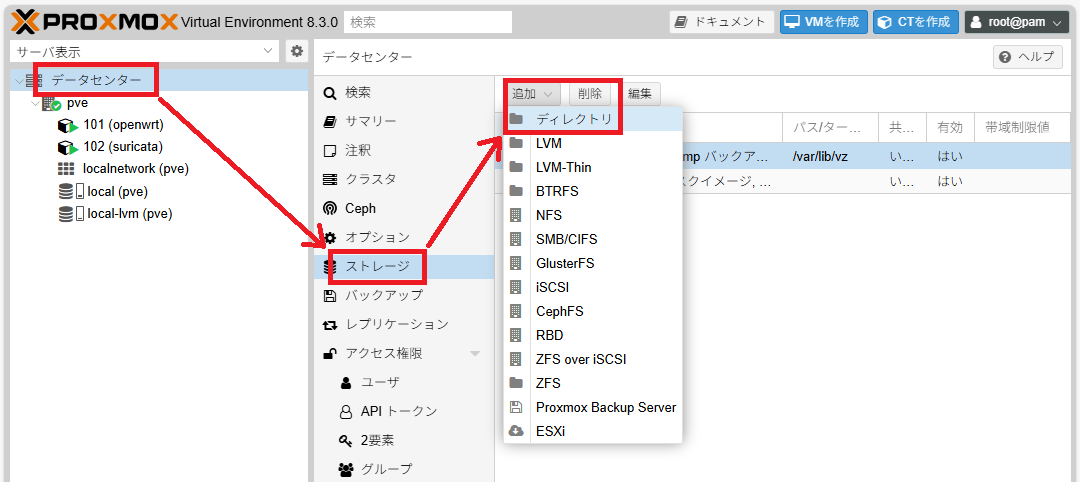 PROXMOX Virtual Environment 8.3.0 検索 ドキュメント VMを作成 CTを作成 root@pam
サーバ表示
データセンター
pve
101 (openwrt)
102 (suricata)
localnetwork (pve)
local (pve)
local-lvm (pve)
データセンター ヘルプ
検索
サマリー
注釈
クラスタ
Ceph
オプション
ストレージ
バックアップ
レプリケーション
アクセス権限
ユーザ
API トークン
2要素
グループ
追加 削除 編集
ディレクトリ
LVM
LVM-Thin
BTRFS
NFS
SMB/CIFS
GlusterFS
iSCSI
CephFS
RBD
ZFS over iSCSI
ZFS
Proxmox Backup Server
ESXi
パス/ター... 共... 有効 帯域制限値
mp バックア... /var/lib/vz い... はい
スクイメージ, ... い... はい